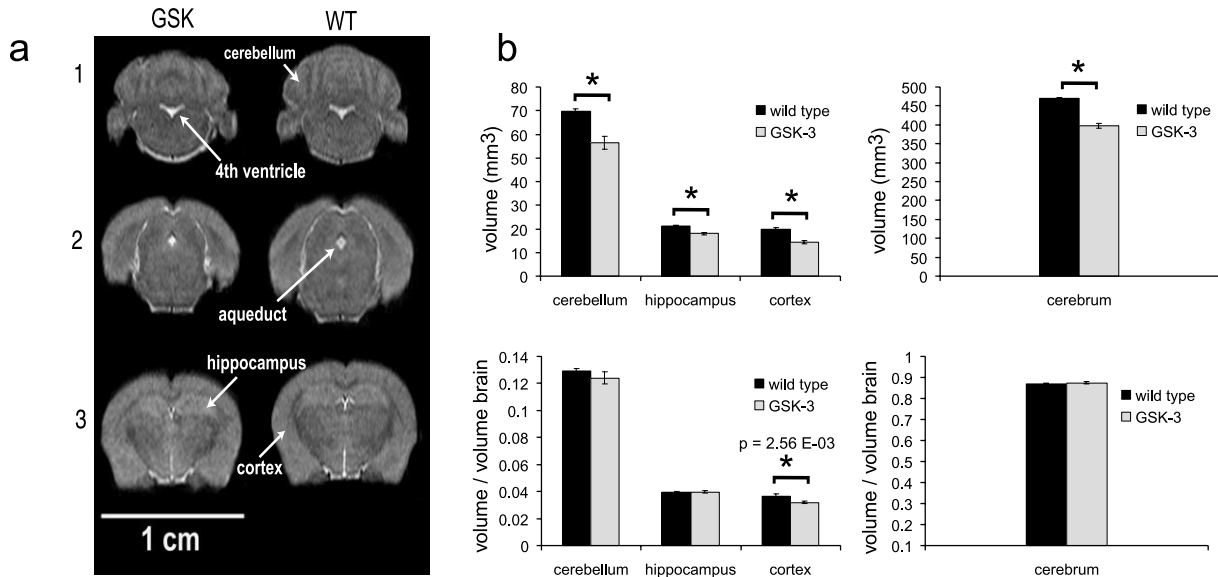 a
GSK WT
1
cerebellum
4th ventricle
2
aqueduct
3
hippocampus
cortex
1 cm
b
volume (mm3)
80
70
60
50
40
30
20
10
0
*
*
*
wild type
GSK-3
cerebellum hippocampus cortex
volume (mm3)
500
450
400
350
300
250
200
150
100
50
0
*
wild type
GSK-3
cerebrum
volume / volume brain
0.14
0.12
0.10
0.08
0.06
0.04
0.02
0
wild type
GSK-3
p = 2.56 E-03
*
cerebellum hippocampus cortex
volume / volume brain
1
0.9
0.8
0.7
0.6
0.5
0.4
0.3
0.2
0.1
wild type
GSK-3
cerebrum